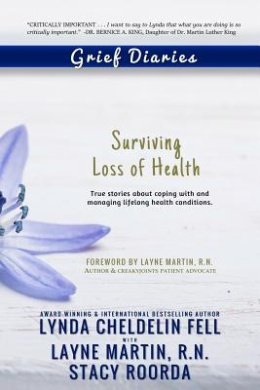 "CRITICALLY IMPORTANT . . . I want to say to Lynda that what you are doing is so
critically important." -DR. BERNICE A. KING, Daughter of Dr. Martin Luther King
Grief Diaries
Surviving
Loss of Health
True stories about coping with and
managing lifelong health conditions.
FOREWORD BY LAYNE MARTIN, R.N.
AUTHOR & CREAKYJOINTS PATIENT ADVOCATE
AWARD-WINNING & INTERNATIONAL BESTSELLING AUTHOR
LYNDA CHELDELIN FELL
WITH
LAYNE MARTIN, R.N.
STACY ROORDA